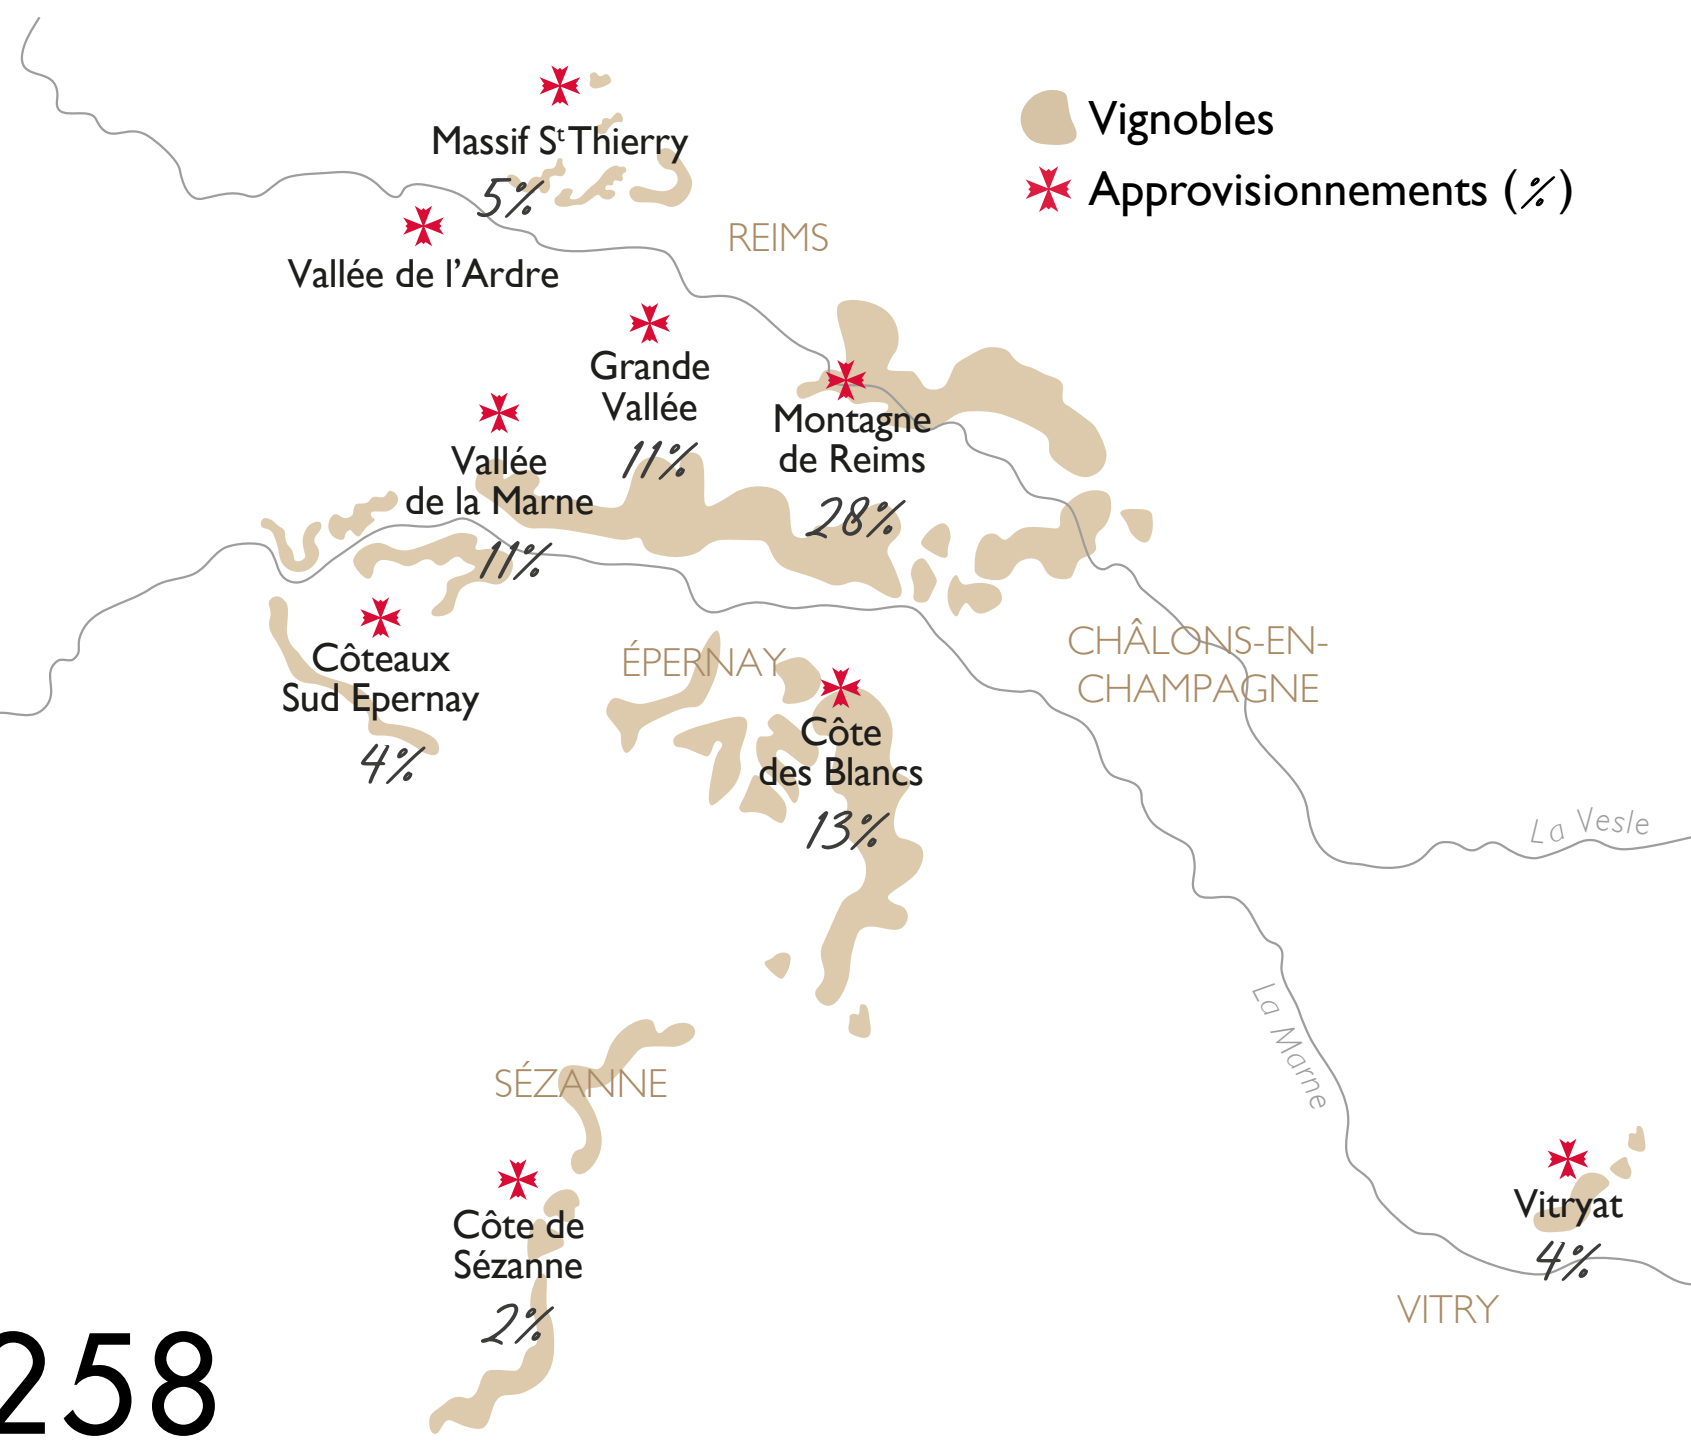 Massif St Thierry
5%
Vignobles
Approvisionnements (%)
REIMS
Vallée de l'Ardre
Grande
Vallée
11%
Montagne
de Reims
28%
Vallée
de la Marne
11%
Côteaux
Sud Epernay
4%
ÉPERNAY
CHÂLONS-EN-
CHAMPAGNE
Côte
des Blancs
13%
La Vesle
La Marne
SÉZANNE
Côte de
Sézanne
2%
Vitryat
4%
VITRY
258